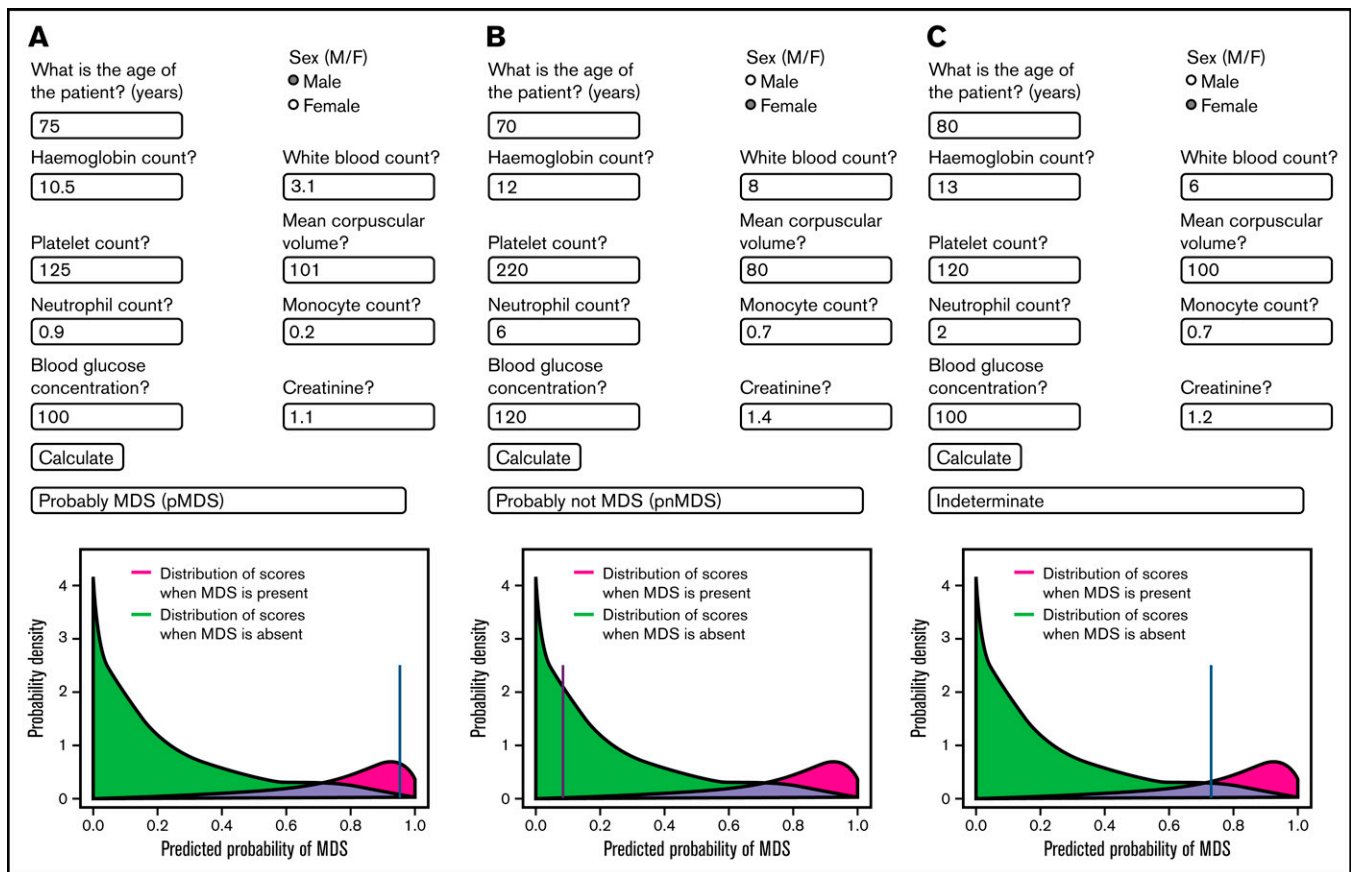 A
Sex (M/F)
What is the age of
the patient? (years)
Male
Female
75
Haemoglobin count?
White blood count?
10.5
3.1
Platelet count?
Mean corpuscular
volume?
125
101
Neutrophil count?
Monocyte count?
0.9
0.2
Blood glucose
concentration?
Creatinine?
100
1.1
Calculate
Probably MDS (pMDS)
Distribution of scores
when MDS is present
Distribution of scores
when MDS is absent
Probability density
4
3
2
1
0
0.0 0.2 0.4 0.6 0.8 1.0
Predicted probability of MDS
B
Sex (M/F)
What is the age of
the patient? (years)
Male
Female
70
Haemoglobin count?
White blood count?
12
8
Platelet count?
Mean corpuscular
volume?
220
80
Neutrophil count?
Monocyte count?
6
0.7
Blood glucose
concentration?
Creatinine?
120
1.4
Calculate
Probably not MDS (pnMDS)
Distribution of scores
when MDS is present
Distribution of scores
when MDS is absent
Probability density
4
3
2
1
0
0.0 0.2 0.4 0.6 0.8 1.0
Predicted probability of MDS
C
Sex (M/F)
What is the age of
the patient? (years)
Male
Female
80
Haemoglobin count?
White blood count?
13
6
Platelet count?
Mean corpuscular
volume?
120
100
Neutrophil count?
Monocyte count?
2
0.7
Blood glucose
concentration?
Creatinine?
100
1.2
Calculate
Indeterminate
Distribution of scores
when MDS is present
Distribution of scores
when MDS is absent
Probability density
4
3
2
1
0
0.0 0.2 0.4 0.6 0.8 1.0
Predicted probability of MDS